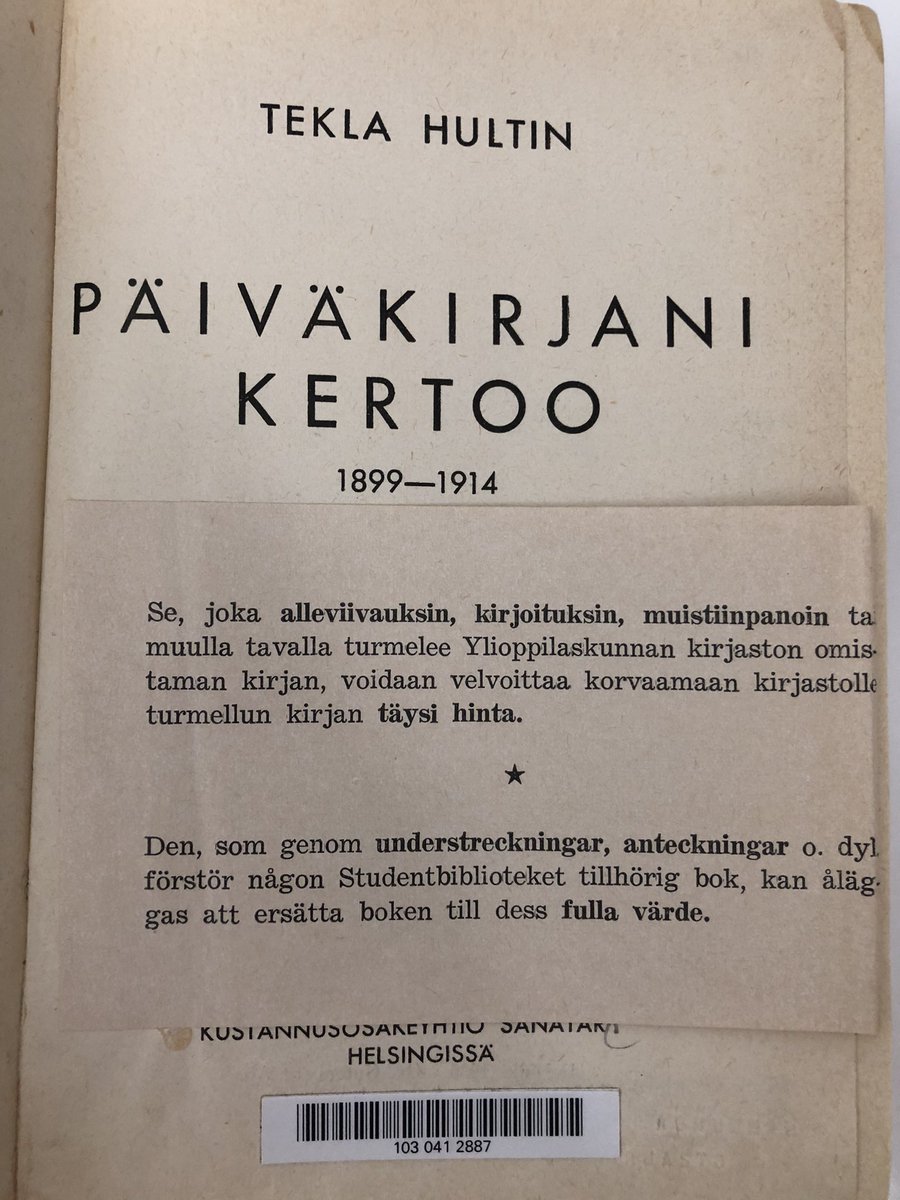 TEKLA HULTIN
PÄIVÄKIRJANI
KERTOO
1899—1914
Se, joka alleviivauksin, kirjoituksin, muistiinpanoin ta
muulla tavalla turmelee Ylioppilaskunnan kirjaston omis-
taman kirjan, voidaan velvoittaa korvaamaan kirjastolle
turmellun kirjan täysi hinta.
★
Den, som genom understreckningar, anteckningar o. dyl.
förstör någon Studentbiblioteket tillhörig bok, kan åläg-
gas att ersätta boken till dess fulla värde.
KUSTANNUSOSAKEYHTIÖ SANATAR
HELSINGISSÄ
103 041 2887